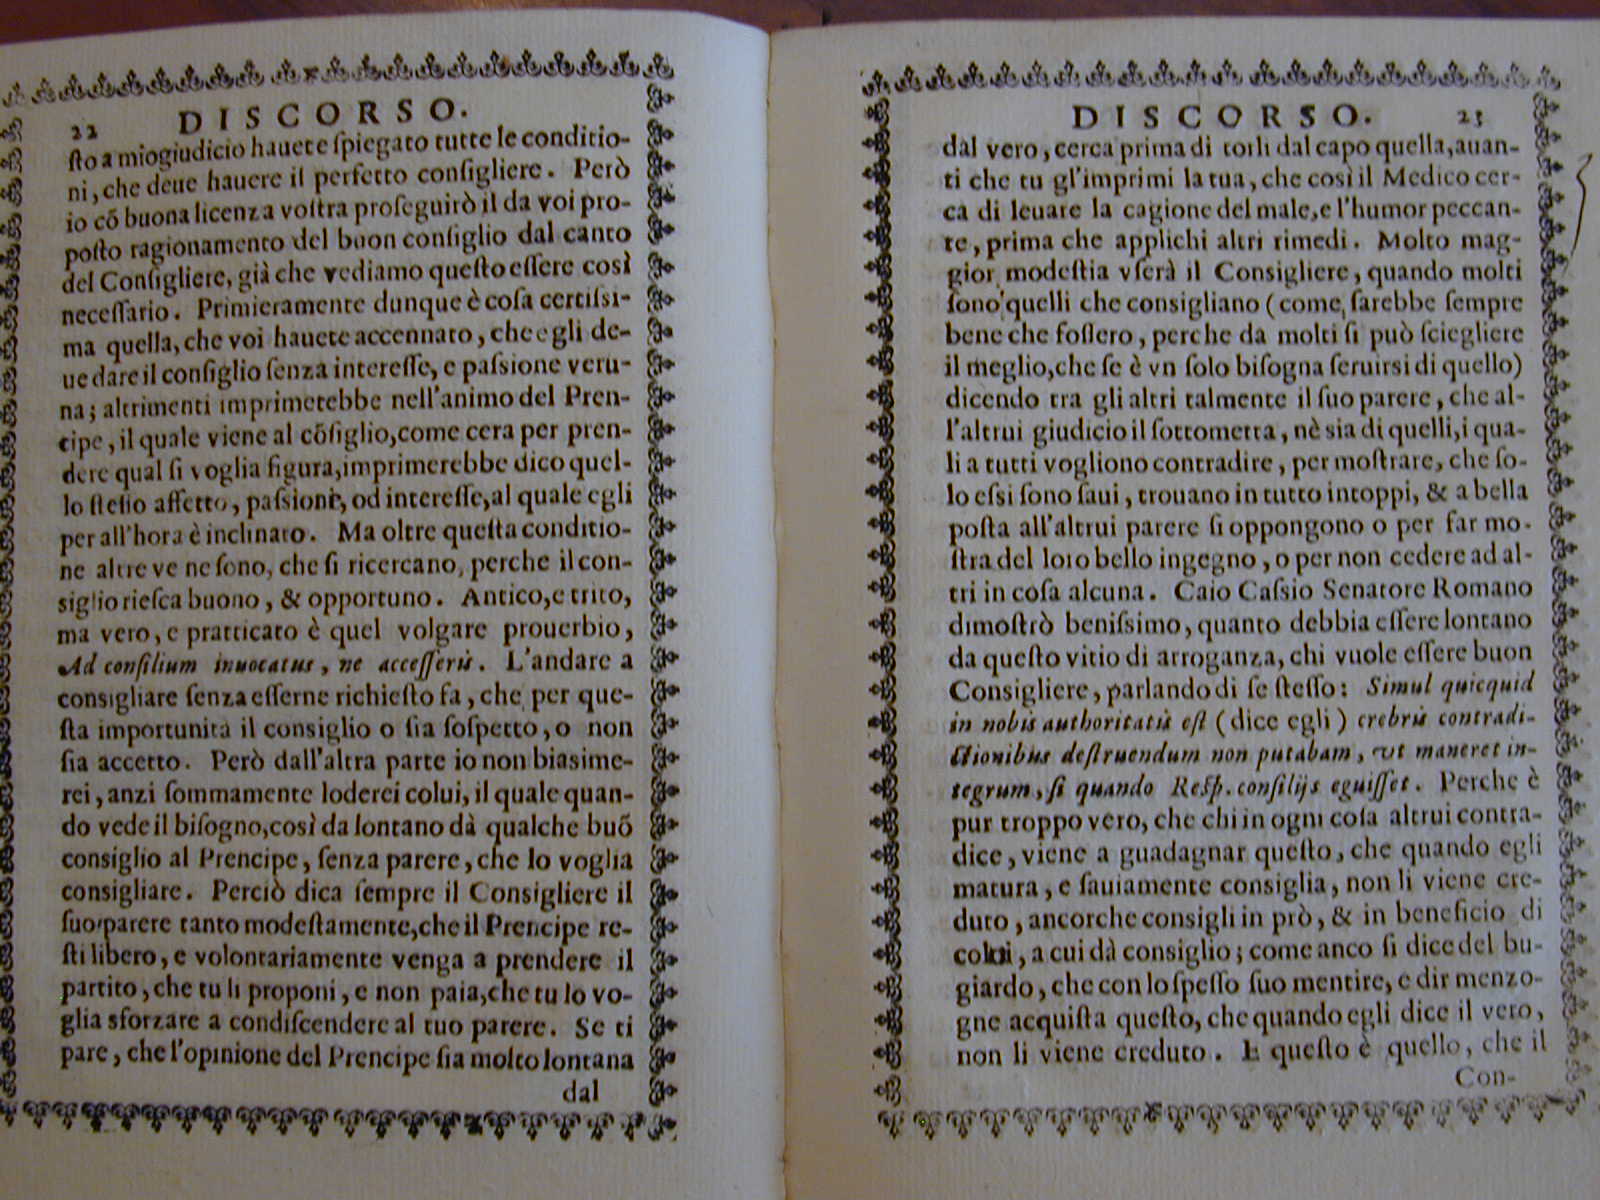 22 DISCORSO.
ſto a mio giudicio hauete ſpiegato tutte le conditio-
ni, che deue hauere il perfetto conſigliere. Però
io cõ buona licenza voſtra proſeguirò il da voi pro-
poſto ragionamento del buon conſiglio dal canto
del Conſigliere, già che vediamo queſto eſſere così
neceſſario. Primieramente dunque è coſa certiſsi-
ma quella, che voi hauete accennato, che egli de-
ue dare il conſiglio ſenza intereſſe, e paſsione veru-
na; altrimenti imprimerebbe nell'animo del Pren-
cipe, il quale viene al cõſiglio, come cera per pren-
dere qual ſi voglia figura, imprimerebbe dico quel-
lo ſteſſo affetto, paſsione, od intereſſe, al quale egli
per all'hora è inclinato. Ma oltre queſta conditio-
ne altre ve ne ſono, che ſi ricercano, perche il con-
siglio rieſca buono, & opportuno. Antico, e trito,
ma vero, e pratticato è quel volgare prouerbio,
Ad conſilium inuocatus, ne acceſſeris. L'andare a
consigliare ſenza eſſerne richieſto fa, che per que-
ſta importunità il consiglio o ſia ſoſpetto, o non
ſia accetto. Però dall'altra parte io non biasime-
rei, anzi ſommamente loderei colui, il quale quan-
do vede il biſogno, così da lontano dà qualche buõ
consiglio al Prencipe, ſenza parere, che lo voglia
consigliare. Perciò dica ſempre il Consigliere il
ſuo parere tanto modeſtamente, che il Prencipe re-
ſti libero, e volontariamente venga a prendere il
partito, che tu li proponi, e non paia, che tu lo vo-
glia sforzare a condiſcendere al tuo parere. Se ti
pare, che l'opinione del Prencipe ſia molto lontana
dal
DISCORSO. 23
dal vero, cerca prima di torli dal capo quella, auan-
ti che tu gl'imprimi la tua, che così il Medico cer-
ca di leuare la cagione del male, e l'humor peccan-
te, prima che applichi altri rimedi. Molto mag-
gior modeſtia vſerà il Consigliere, quando molti
ſono quelli che consigliano (come ſarebbe ſempre
bene che foſſero, perche da molti ſi può ſciegliere
il meglio, che ſe è vn ſolo biſogna ſeruirsi di quello)
dicendo tra gli altri talmente il ſuo parere, che al-
l'altrui giudicio il ſottometta, nè sia di quelli, i qua-
li a tutti vogliono contradire, per moſtrare, che ſo-
lo eſsi ſono ſaui, trouano in tutto intoppi, & a bella
poſta all'altrui parere ſi oppongono o per far mo-
ſtra del loro bello ingegno, o per non cedere ad al-
tri in coſa alcuna. Caio Caſsio Senatore Romano
dimoſtrò beniſsimo, quanto debbia eſſere lontano
da queſto vitio di arroganza, chi vuole eſſere buon
Consigliere, parlando di ſe ſteſſo: Simul quicquid
in nobis authoritatis eſt (dice egli) crebris contradi-
ctionibus deſtruendum non putabam, vt maneret in-
tegrum, ſi quando Reſp. conſilijs eguiſſet. Perche è
pur troppo vero, che chi in ogni coſa altrui contra-
dice, viene a guadagnar queſto, che quando egli
matura, e ſauiamente consiglia, non li viene cre-
duto, ancorche consigli in prò, & in beneficio di
colui, a cui dà consiglio; come anco ſi dice del bu-
giardo, che con lo ſpeſſo ſuo mentire, e dir menzo-
gne acquiſta queſto, che quando egli dice il vero,
non li viene creduto. E queſto è quello, che il
Con-